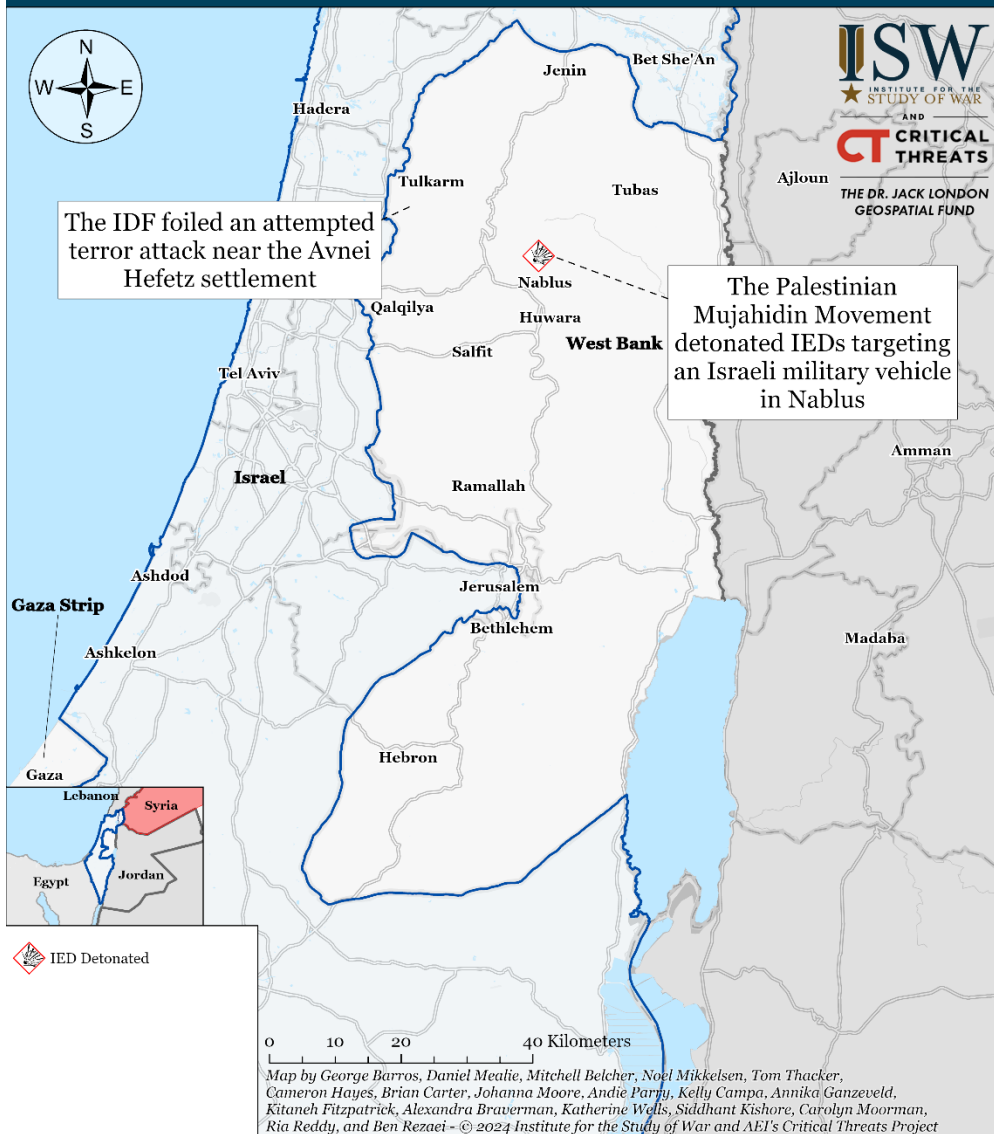 N
W E
S
ISW
INSTITUTE FOR THE
STUDY OF WAR
AND
CT CRITICAL
THREATS
THE DR. JACK LONDON
GEOSPATIAL FUND
Jenin
Bet She'An
Hadera
Tulkarm
Tubas
Ajloun
The IDF foiled an attempted
terror attack near the Avnei
Hefetz settlement
Nablus
The Palestinian
Mujahidin Movement
detonated IEDs targeting
an Israeli military vehicle
in Nablus
Qalqilya
Huwara
West Bank
Salfit
Tel Aviv
Amman
Israel
Ramallah
Ashdod
Jerusalem
Gaza Strip
Bethlehem
Madaba
Ashkelon
Hebron
Gaza
Lebanon
Syria
Egypt
Jordan
IED Detonated
0 10 20 40 Kilometers
Map by George Barros, Daniel Mealie, Mitchell Belcher, Noel Mikkelsen, Tom Thacker,
Cameron Hayes, Brian Carter, Johanna Moore, Andie Parry, Kelly Campa, Annika Ganzeveld,
Kitaneh Fitzpatrick, Alexandra Braverman, Katherine Wells, Siddhant Kishore, Carolyn Moorman,
Ria Reddy, and Ben Rezaei - © 2024 Institute for the Study of War and AEI's Critical Threats Project